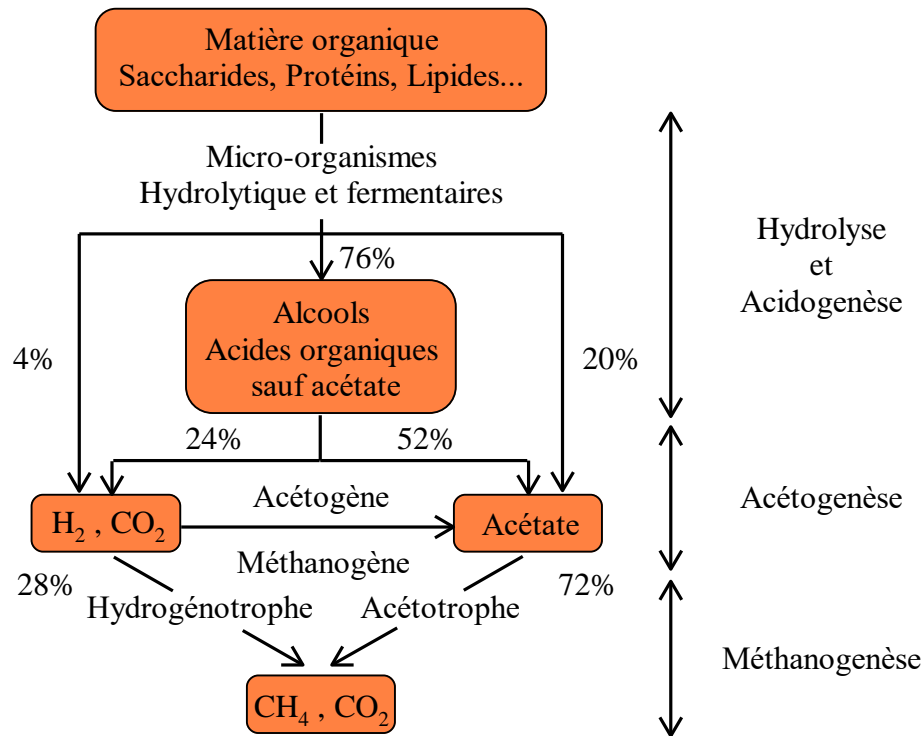 Matière organique
Saccharides, Protéins, Lipides...
Micro-organismes
Hydrolytique et fermentaires
76%
Hydrolyse
et
Acidogenèse
Alcools
Acides organiques
sauf acétate
4%
20%
24%
52%
Acétogène
Acétogenèse
H2 , CO2
Acétate
Méthanogène
28%
72%
Hydrogénotrophe
Acétotrophe
Méthanogenèse
CH4 , CO2